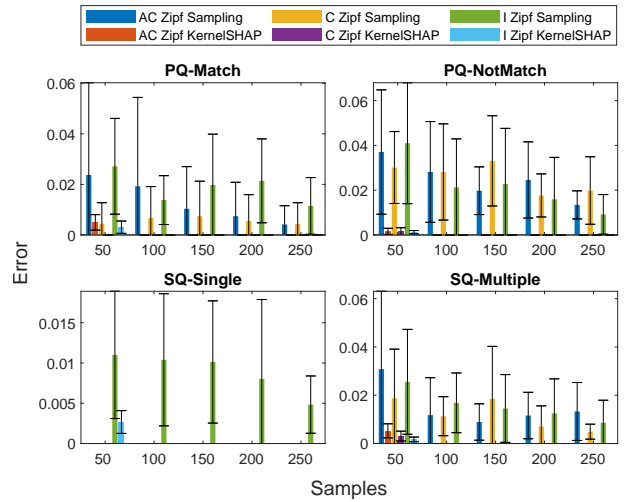 AC Zipf Sampling C Zipf Sampling I Zipf Sampling
AC Zipf KernelSHAP C Zipf KernelSHAP I Zipf KernelSHAP
PQ-Match
0.06
0.04
0.02
0
50 100 150 200 250
PQ-NotMatch
0.06
0.04
0.02
0
50 100 150 200 250
Error
SQ-Single
0.015
0.01
0.005
0
50 100 150 200 250
SQ-Multiple
0.06
0.04
0.02
0
50 100 150 200 250
Samples